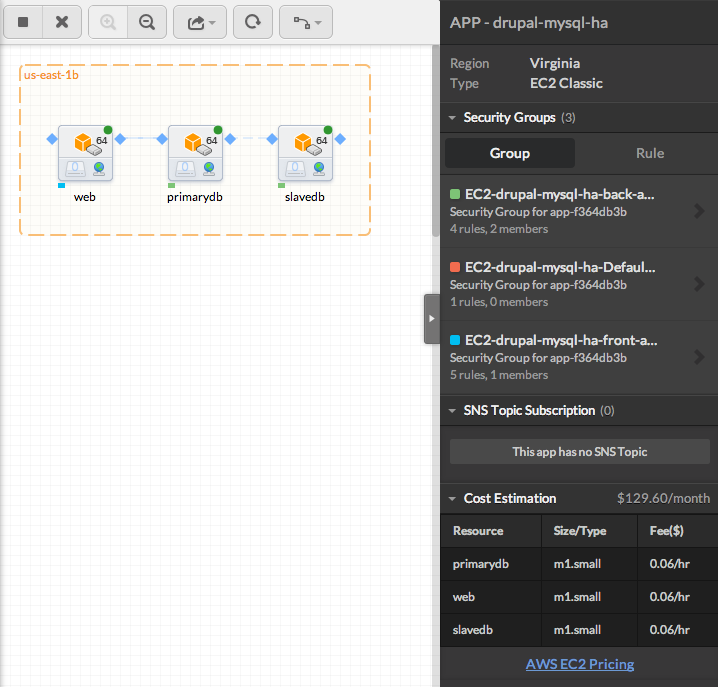 us-east-1b
64
64
64
web
primarydb
slavedb
APP - drupal-mysql-ha
Region Virginia
Type EC2 Classic
Security Groups (3)
Group Rule
EC2-drupal-mysql-ha-back-a...
Security Group for app-f364db3b
4 rules, 2 members
EC2-drupal-mysql-ha-Defaul...
Security Group for app-f364db3b
1 rules, 0 members
EC2-drupal-mysql-ha-front-a...
Security Group for app-f364db3b
5 rules, 1 members
SNS Topic Subscription (0)
This app has no SNS Topic
Cost Estimation $129.60/month
Resource Size/Type Fee($)
primarydb m1.small 0.06/hr
web m1.small 0.06/hr
slavedb m1.small 0.06/hr
AWS EC2 Pricing